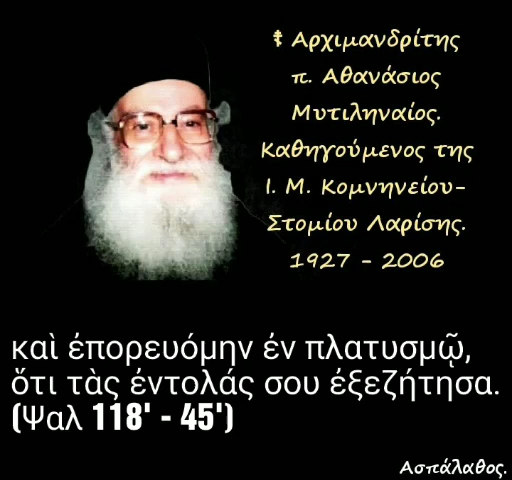 ☦ Αρχιμανδρίτης
π. Αθανάσιος
Μυτιληναίος.
Καθηγούμενος της
Ι. Μ. Κομνηνείου-
Στομίου Λαρίσης.
1927 - 2006
καὶ ἐπορευόμην ἐν πλατυσμῷ,
ὅτι τὰς ἐντολάς σου ἐξεζήτησα.
(Ψαλ 118' - 45')
Ασπάλαθος.